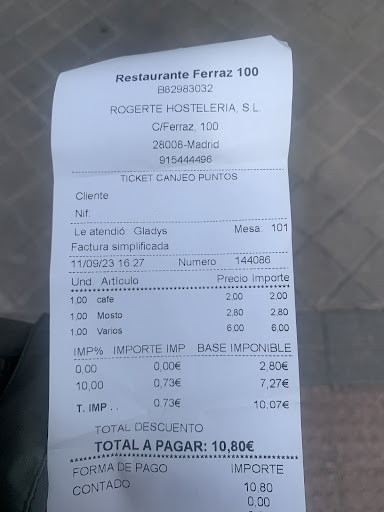 Restaurante Ferraz 100
B82983032
ROGERTE HOSTELERIA, S.L.
C/Ferraz, 100
28008-Madrid
915444496
TICKET CANJEO PUNTOS
Cliente
Nif.
Le atendió Gladys Mesa: 101
Factura simplificada
11/09/23 16:27 Numero 144086
Und. Artículo Precio Importe
1,00 cafe 2,00 2,00
1,00 Mosto 2,80 2,80
1,00 Varios 6,00 6,00
IMP% IMPORTE IMP BASE IMPONIBLE
0,00 0,00€ 2,80€
10,00 0,73€ 7,27€
T. IMP . . 0,73€ 10,07€
TOTAL DESCUENTO
TOTAL A PAGAR: 10,80€
FORMA DE PAGO IMPORTE
CONTADO 10,80
0,00